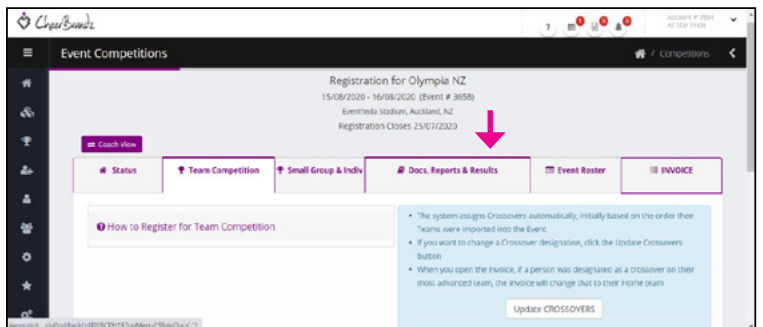 CheerBrandz
?
Account # 7884
All Star Pride
Event Competitions
/ Competitions
Registration for Olympia NZ
15/08/2020 - 16/08/2020 (Event # 3658)
Eventfinda Stadium, Auckland, NZ
Registration Closes 25/07/2020
Coach View
Status
Team Competition
Small Group & Indiv
Docs, Reports & Results
Event Roster
INVOICE
How to Register for Team Competition
• The system assigns Crossovers automatically, initially based on the order their
Teams were imported into the
Event
• If you want to change a Crossover designation, click the Update Crossovers
button
• When you open the Invoice, if a person was designated as a crossover on their
most advanced team, the Invoice will change that to their Home team
Update CROSSOVERS